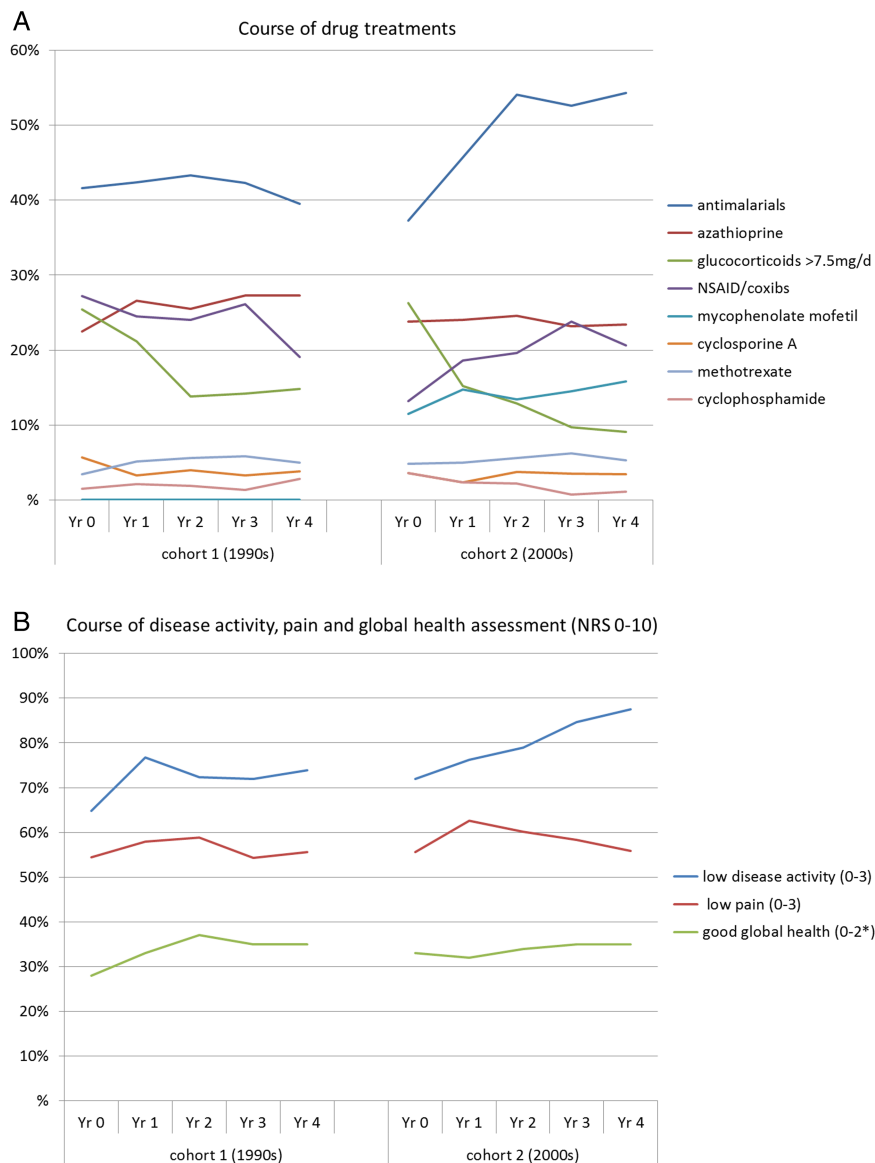 A
Course of drug treatments
60%
50%
40%
30%
20%
10%
%
Yr 0 Yr 1 Yr 2 Yr 3 Yr 4 Yr 0 Yr 1 Yr 2 Yr 3 Yr 4
cohort 1 (1990s) cohort 2 (2000s)
antimalarials
azathioprine
glucocorticoids >7.5mg/d
NSAID/coxibs
mycophenolate mofetil
cyclosporine A
methotrexate
cyclophosphamide
B
Course of disease activity, pain and global health assessment (NRS 0-10)
100%
90%
80%
70%
60%
50%
40%
30%
20%
10%
%
Yr 0 Yr 1 Yr 2 Yr 3 Yr 4 Yr 0 Yr 1 Yr 2 Yr 3 Yr 4
cohort 1 (1990s) cohort 2 (2000s)
low disease activity (0-3)
low pain (0-3)
good global health (0-2*)